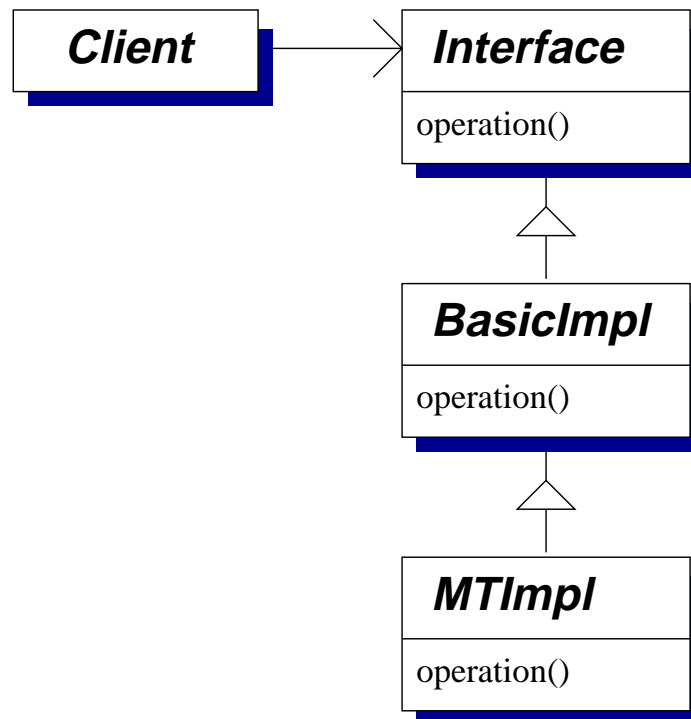 Client
Interface
operation()
BasicImpl
operation()
MTImpl
operation()